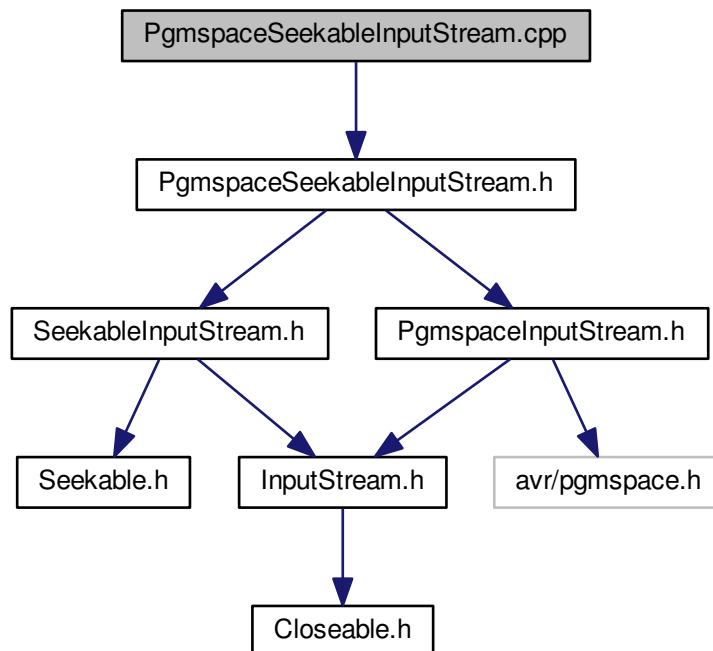 PgmspaceSeekableInputStream.cpp
PgmspaceSeekableInputStream.h
SeekableInputStream.h
PgmspaceInputStream.h
Seekable.h
InputStream.h
avr/pgmspace.h
Closeable.h